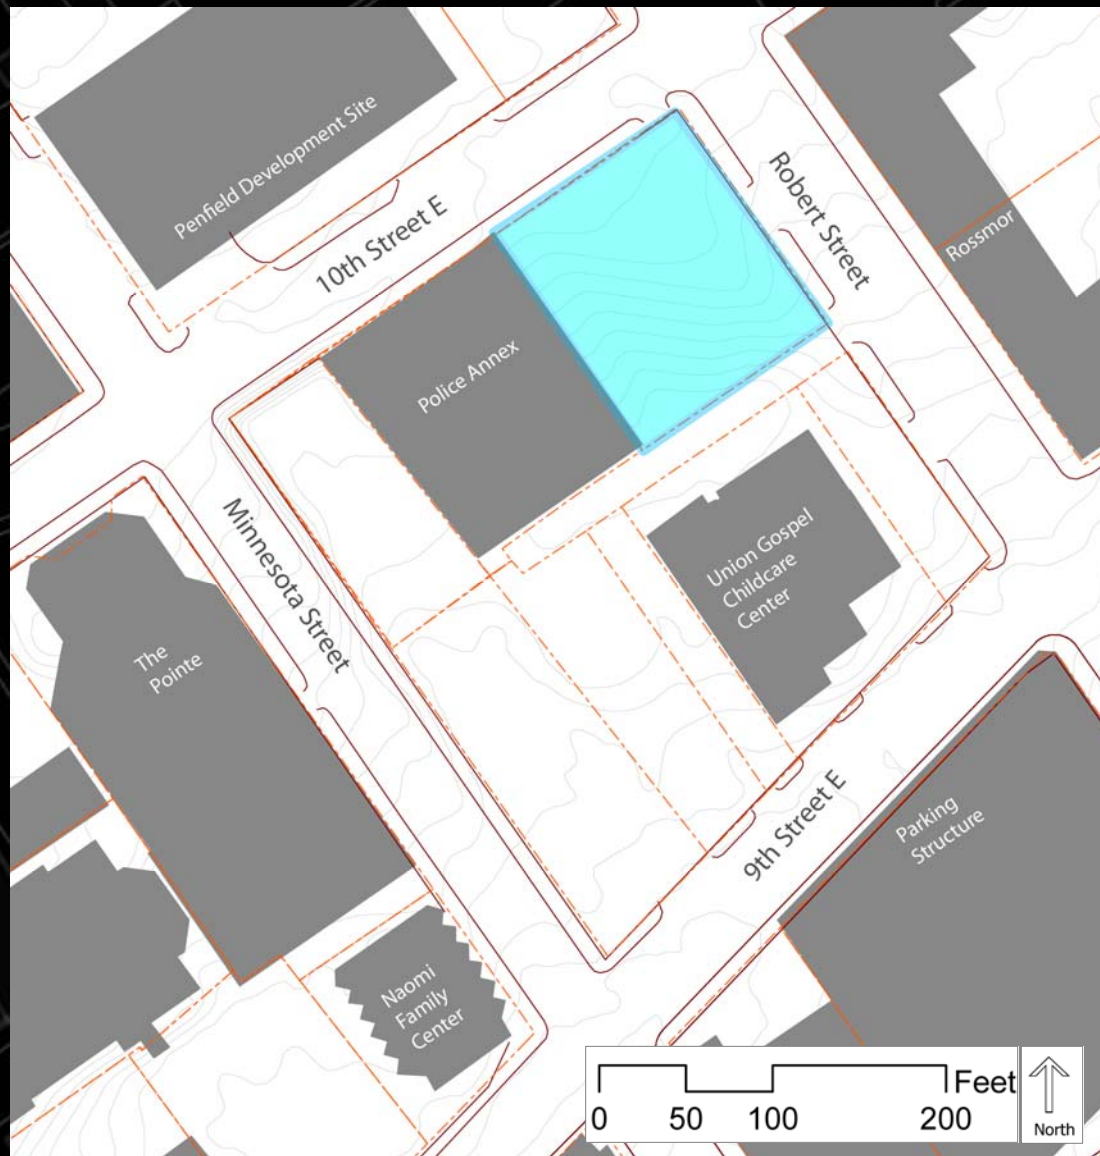 Penfield Development Site
10th Street E
Robert Street
Rossmor
Police Annex
Minnesota Street
Union Gospel
Childcare
Center
The
Pointe
9th Street E
Parking
Structure
Naomi
Family
Center
Feet
0 50 100 200
North